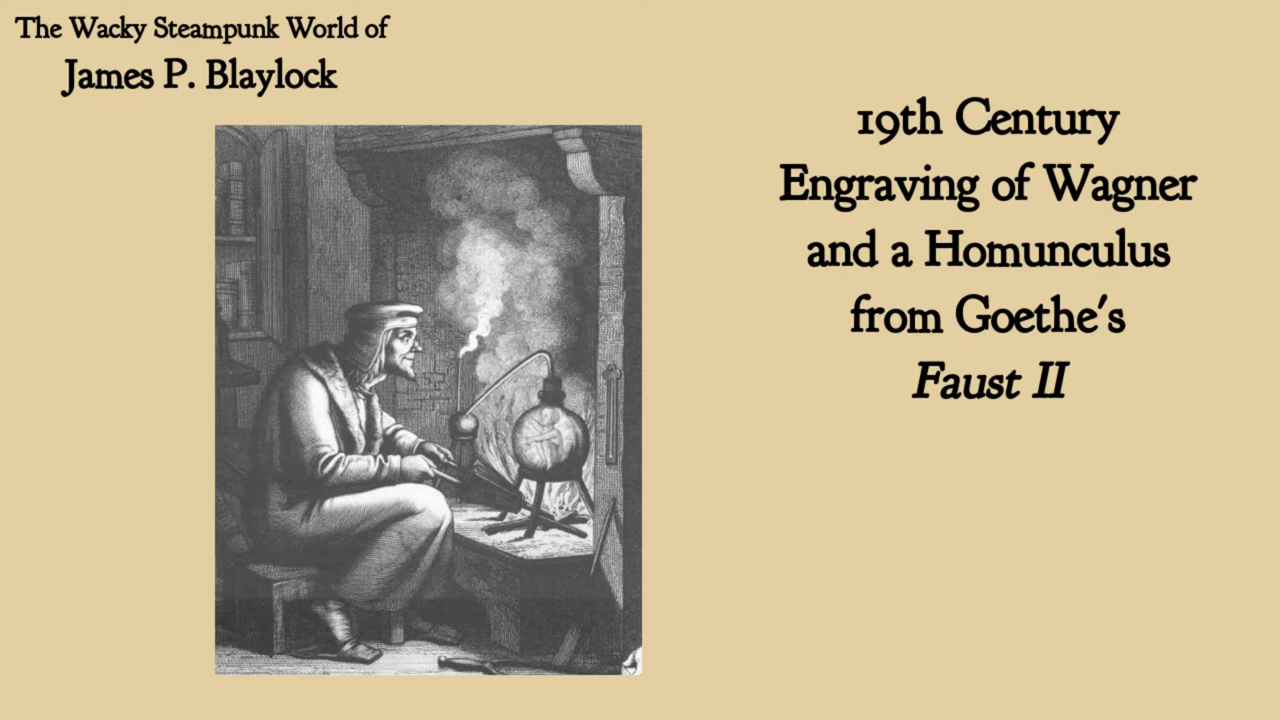 The Wacky Steampunk World of
James P. Blaylock
19th Century
Engraving of Wagner
and a Homunculus
from Goethe's
Faust II